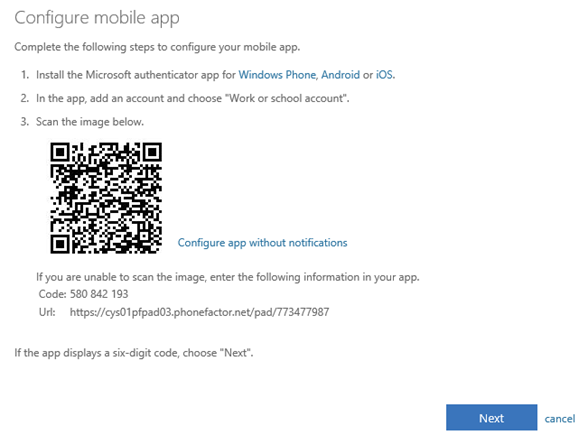 Configure mobile app
Complete the following steps to configure your mobile app.
1. Install the Microsoft authenticator app for Windows Phone, Android or iOS.
2. In the app, add an account and choose "Work or school account".
3. Scan the image below.
Configure app without notifications
If you are unable to scan the image, enter the following information in your app.
Code: 580 842 193
Url: https://cys01pfpad03.phonefactor.net/pad/773477987
If the app displays a six-digit code, choose "Next".
Next cancel